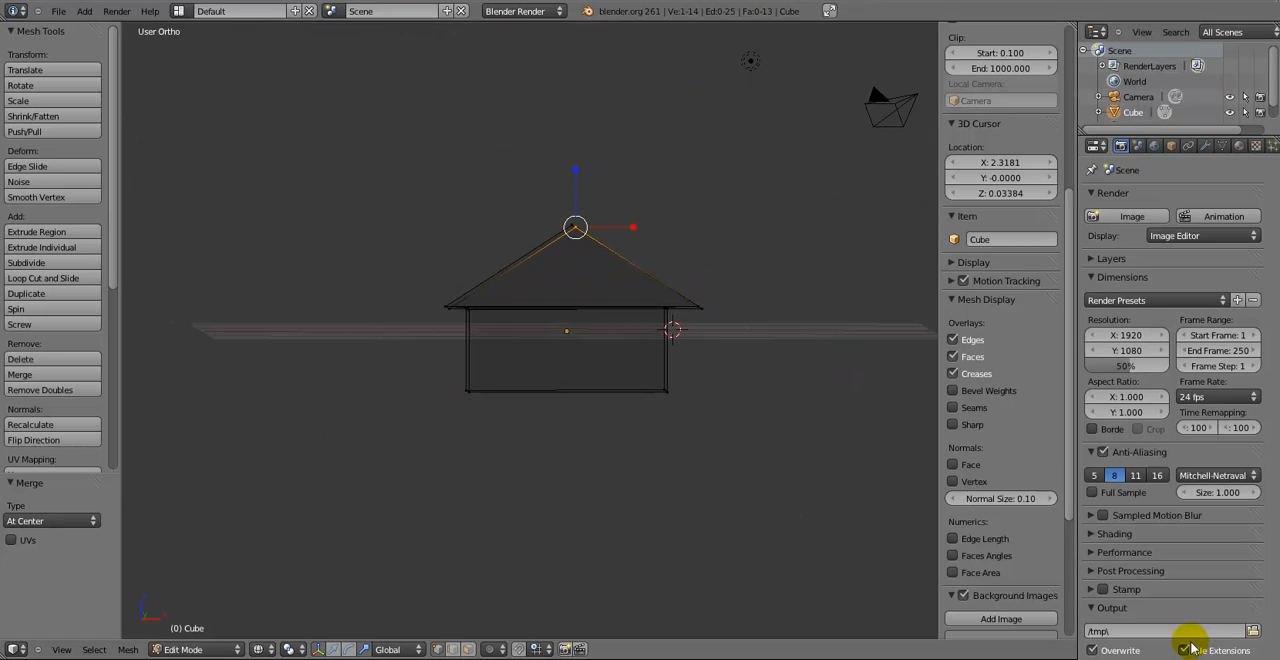 File Add Render Help Default Scene Blender Render blender.org 261 | Ve:1-14 | Ed:0-25 | Fa:0-13 | Cube
Mesh Tools
Transform:
Translate
Rotate
Scale
Shrink/Fatten
Push/Pull
Deform:
Edge Slide
Noise
Smooth Vertex
Add:
Extrude Region
Extrude Individual
Subdivide
Loop Cut and Slide
Duplicate
Spin
Screw
Remove:
Delete
Merge
Remove Doubles
Normals:
Recalculate
Flip Direction
UV Mapping:
Merge
Type
At Center
UVs
User Ortho
(0) Cube
View Select Mesh Edit Mode Global
Clip:
Start: 0.100
End: 1000.000
Local Camera:
Camera
3D Cursor
Location:
X: 2.3181
Y: -0.0000
Z: 0.03384
Item
Cube
Display
Motion Tracking
Mesh Display
Overlays:
Edges
Faces
Creases
Bevel Weights
Seams
Sharp
Normals:
Face
Vertex
Normal Size: 0.10
Numerics:
Edge Length
Faces Angles
Face Area
Background Images
Add Image
View Search All Scenes
Scene
RenderLayers
World
Camera
Cube
Scene
Render
Image Animation
Display: Image Editor
Layers
Dimensions
Render Presets
Resolution: Frame Range:
X: 1920 Start Frame: 1
Y: 1080 End Frame: 250
50% Frame Step: 1
Aspect Ratio: Frame Rate:
X: 1.000 24 fps
Y: 1.000 Time Remapping:
Borde Crop : 100 : 100
Anti-Aliasing
5 8 11 16 Mitchell-Netraval
Full Sample Size: 1.000
Sampled Motion Blur
Shading
Performance
Post Processing
Stamp
Output
/tmp\
Overwrite Extensions